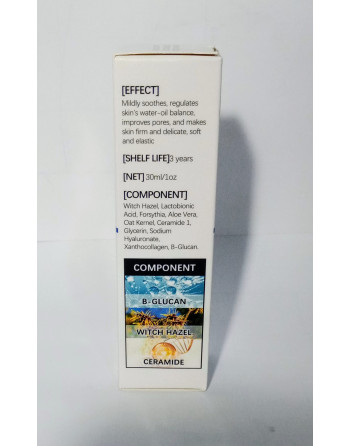 [EFFECT]
Mildly soothes, regulates
skin's water-oil balance,
improves pores, and makes
skin firm and delicate, soft
and elastic
[SHELF LIFE]3 years
[NET]30ml/1oz
[COMPONENT]
Witch Hazel, Lactobionic
Acid, Forsythia, Aloe Vera,
Oat Kernel, Ceramide 1,
Glycerin, Sodium
Hyaluronate,
Xanthocollagen, B-Glucan.
COMPONENT
B-GLUCAN
WITCH HAZEL
CERAMIDE